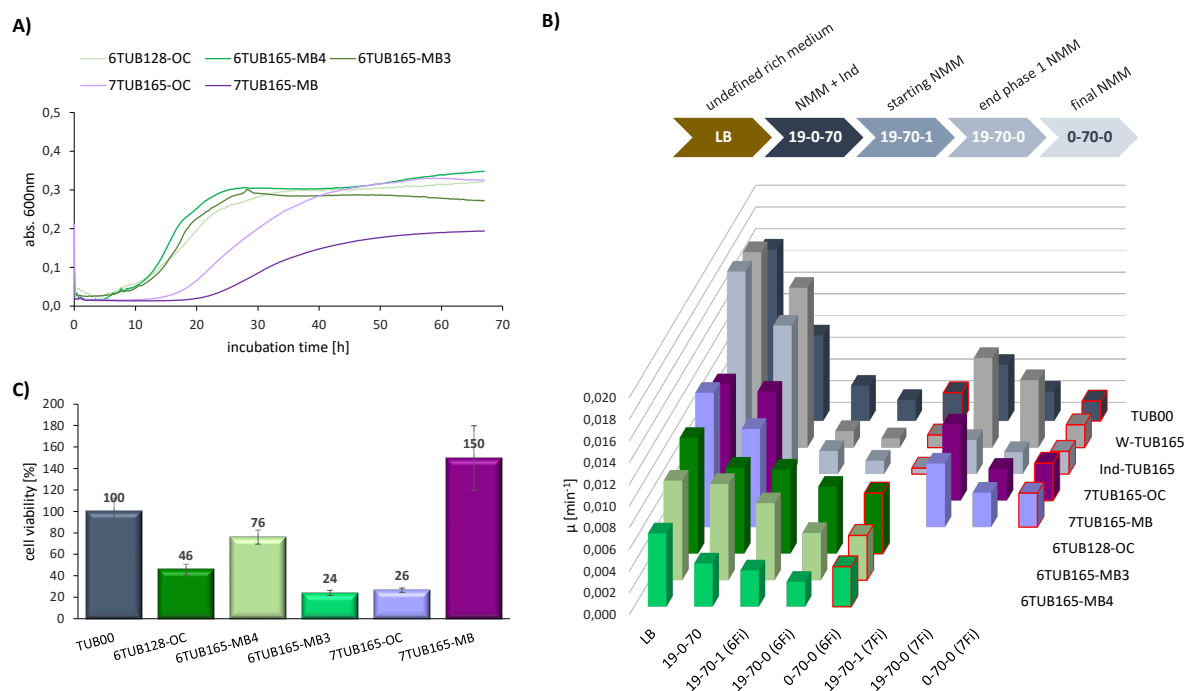 A)
6TUB128-OC
6TUB165-MB4
6TUB165-MB3
7TUB165-OC
7TUB165-MB
0,5
0,4
0,3
0,2
0,1
0,0
abs. 600nm
0 10 20 30 40 50 60 70
incubation time [h]
B)
undefined rich medium
NMM + Ind
starting NMM
end phase 1 NMM
final NMM
LB
19-0-70
19-70-1
19-70-0
0-70-0
0,020
0,018
0,016
0,014
0,012
0,010
0,008
0,006
0,004
0,002
0,000
µ [min⁻¹]
TUB00
W-TUB165
Ind-TUB165
7TUB165-OC
7TUB165-MB
6TUB128-OC
6TUB165-MB3
6TUB165-MB4
LB
19-0-70
19-70-1 (6Fi)
19-70-0 (6Fi)
0-70-0 (6Fi)
19-70-1 (7Fi)
19-70-0 (7Fi)
0-70-0 (7Fi)
C)
200
180
160
140
120
100
80
60
40
20
0
cell viability [%]
100
46
76
24
26
150
TUB00
6TUB128-OC
6TUB165-MB4
6TUB165-MB3
7TUB165-OC
7TUB165-MB